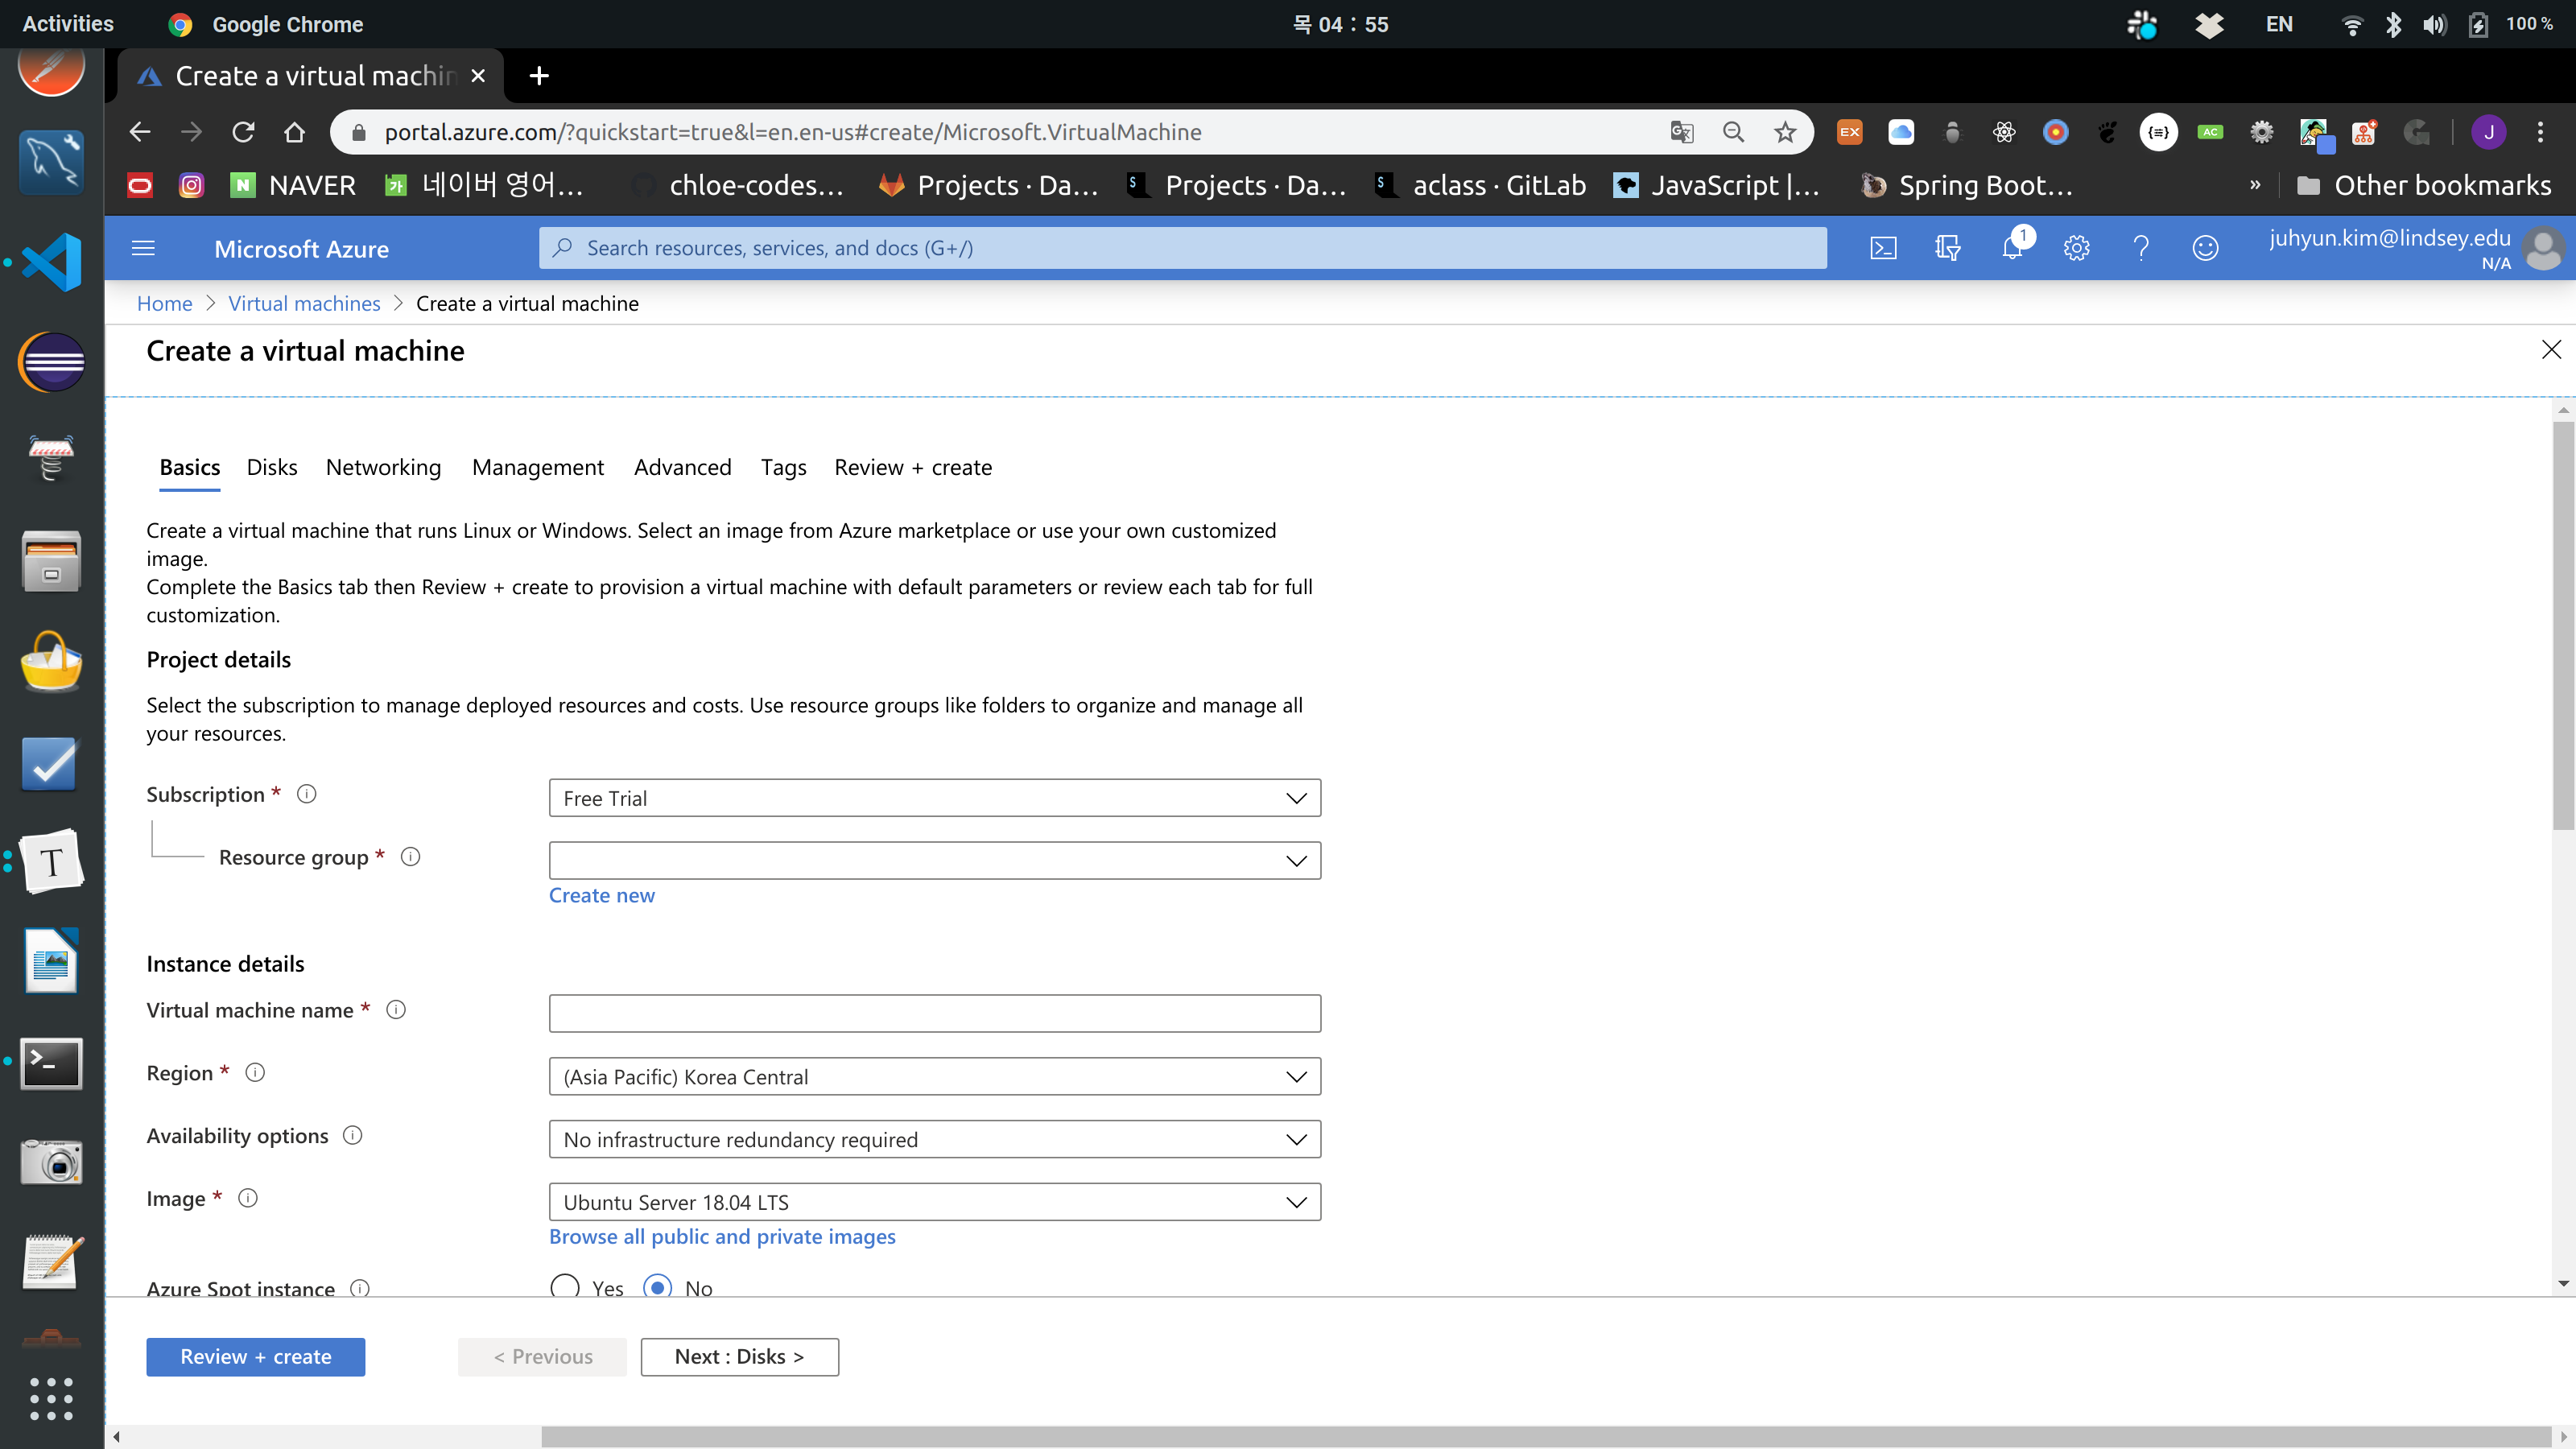 Activities Google Chrome 목 04 : 55 EN 100 %
Create a virtual machin
portal.azure.com/?quickstart=true&l=en.en-us#create/Microsoft.VirtualMachine EX {≡} AC J
N NAVER 가 네이버 영어... chloe-codes... Projects · Da... $ Projects · Da... $ aclass · GitLab JavaScript |... Spring Boot... » Other bookmarks
Microsoft Azure Search resources, services, and docs (G+/) 1 juhyun.kim@lindsey.edu
N/A
Home > Virtual machines > Create a virtual machine
Create a virtual machine
Basics Disks Networking Management Advanced Tags Review + create
Create a virtual machine that runs Linux or Windows. Select an image from Azure marketplace or use your own customized
image.
Complete the Basics tab then Review + create to provision a virtual machine with default parameters or review each tab for full
customization.
Project details
Select the subscription to manage deployed resources and costs. Use resource groups like folders to organize and manage all
your resources.
Subscription * Free Trial
Resource group *
Create new
Instance details
Virtual machine name *
Region * (Asia Pacific) Korea Central
Availability options No infrastructure redundancy required
Image * Ubuntu Server 18.04 LTS
Browse all public and private images
Azure Spot instance Yes No
Review + create < Previous Next : Disks >
T